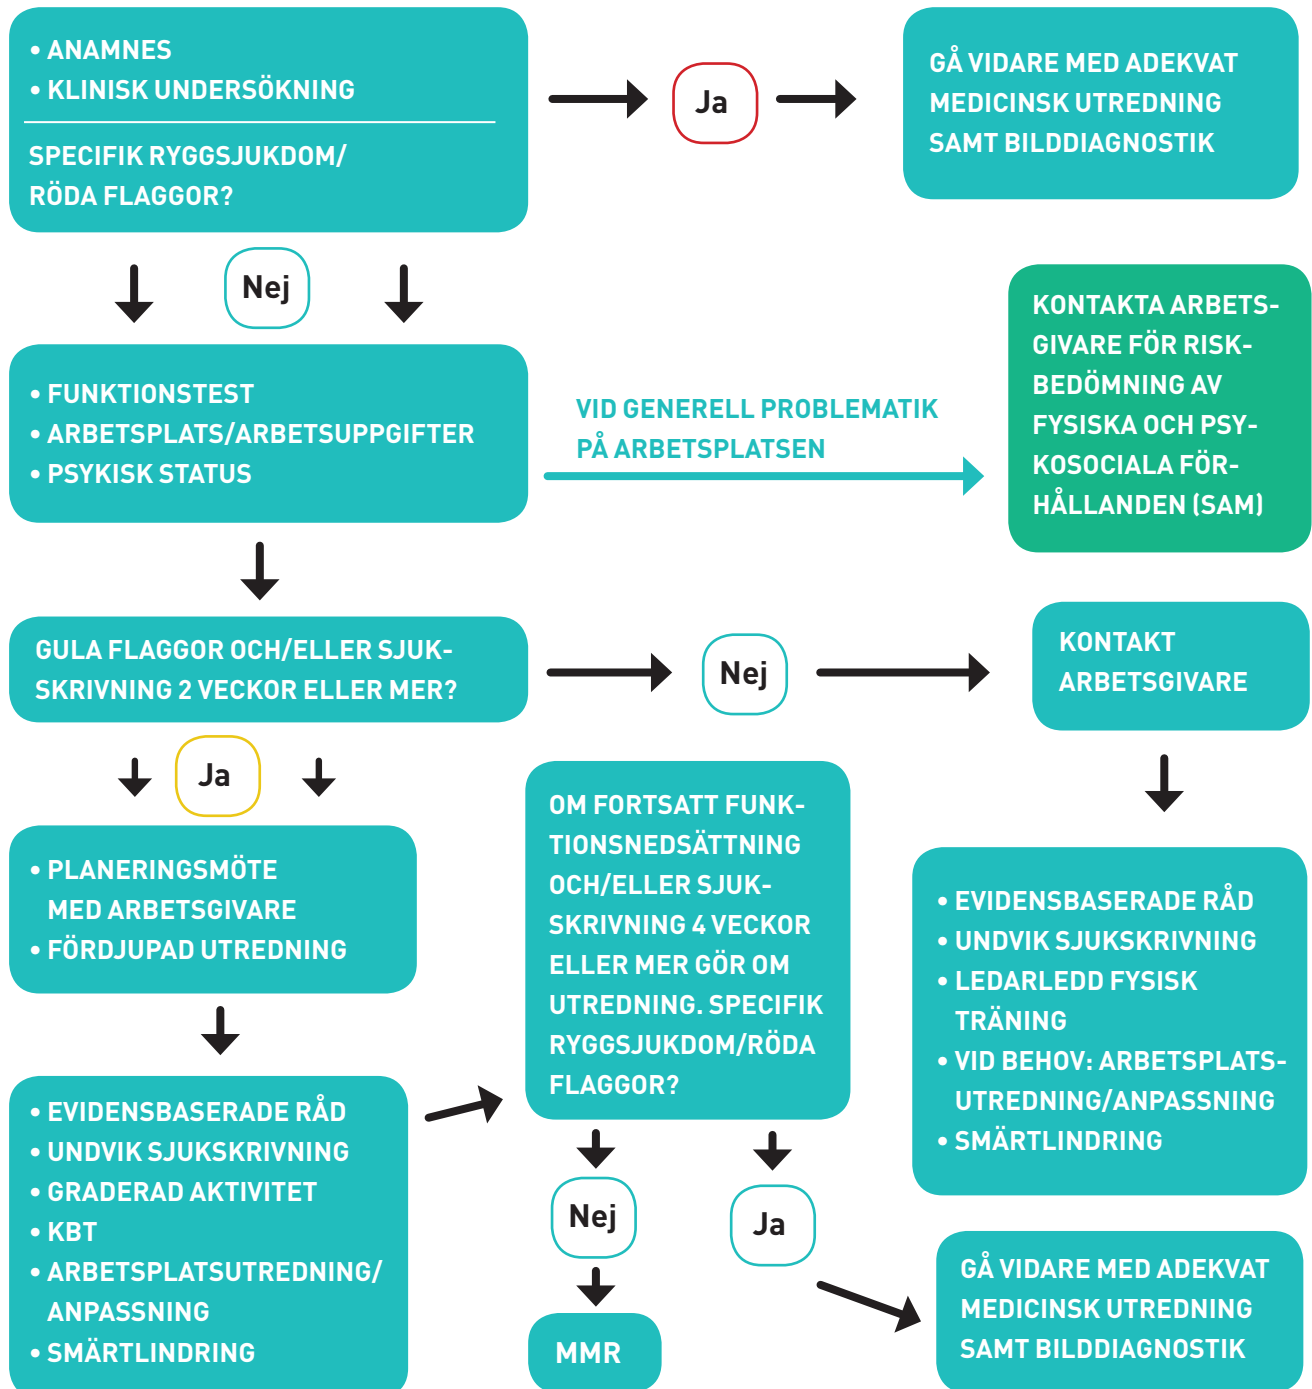 • ANAMNES
• KLINISK UNDERSÖKNING
SPECIFIK RYGGSJUKDOM/
RÖDA FLAGGOR?
Ja
GÅ VIDARE MED ADEKVAT
MEDICINSK UTREDNING
SAMT BILDDIAGNOSTIK
Nej
• FUNKTIONSTEST
• ARBETSPLATS/ARBETSUPPGIFTER
• PSYKISK STATUS
VID GENERELL PROBLEMATIK
PÅ ARBETSPLATSEN
KONTAKTA ARBETS-
GIVARE FÖR RISK-
BEDÖMNING AV
FYSISKA OCH PSY-
KOSOCIALA FÖR-
HÅLLANDEN (SAM)
GULA FLAGGOR OCH/ELLER SJUK-
SKRIVNING 2 VECKOR ELLER MER?
Nej
KONTAKT
ARBETSGIVARE
Ja
• PLANERINGSMÖTE
MED ARBETSGIVARE
• FÖRDJUPAD UTREDNING
• EVIDENSBASERADE RÅD
• UNDVIK SJUKSKRIVNING
• GRADERAD AKTIVITET
• KBT
• ARBETSPLATSUTREDNING/
ANPASSNING
• SMÄRTLINDRING
OM FORTSATT FUNK-
TIONSNEDSÄTTNING
OCH/ELLER SJUK-
SKRIVNING 4 VECKOR
ELLER MER GÖR OM
UTREDNING. SPECIFIK
RYGGSJUKDOM/RÖDA
FLAGGOR?
Nej
Ja
MMR
• EVIDENSBASERADE RÅD
• UNDVIK SJUKSKRIVNING
• LEDARLEDD FYSISK
TRÄNING
• VID BEHOV: ARBETSPLATS-
UTREDNING/ANPASSNING
• SMÄRTLINDRING
GÅ VIDARE MED ADEKVAT
MEDICINSK UTREDNING
SAMT BILDDIAGNOSTIK